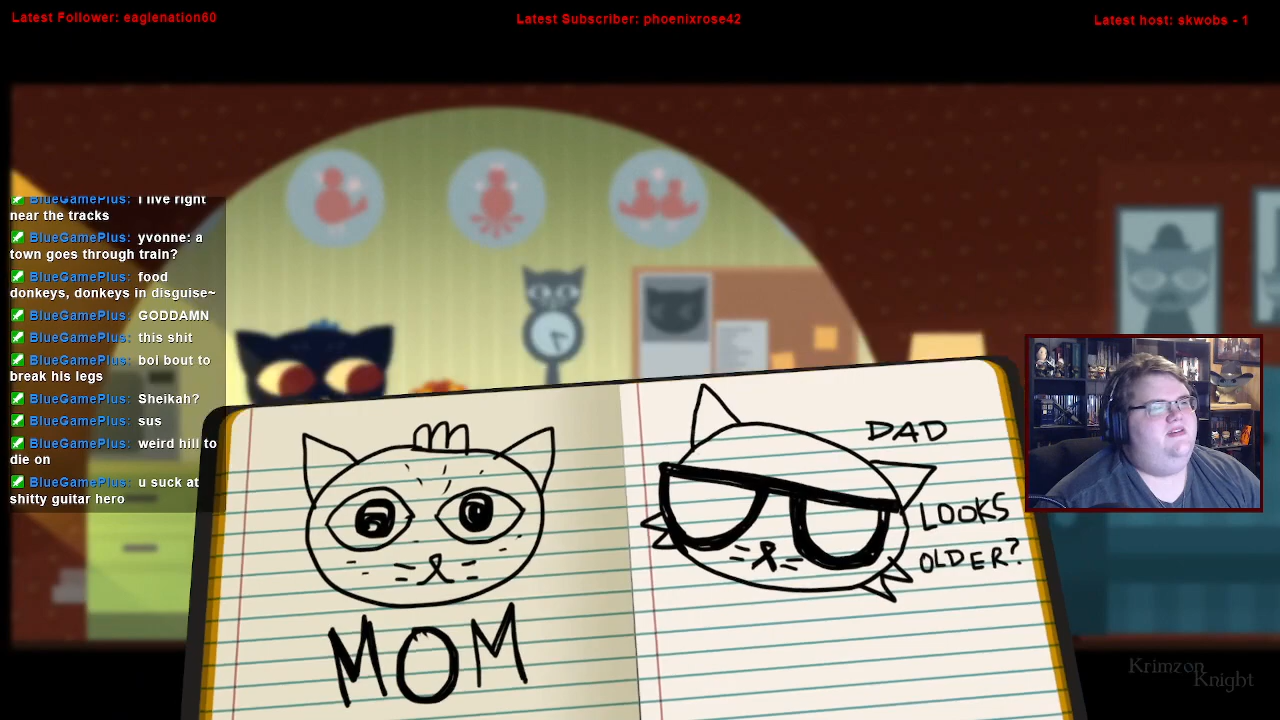 Latest Follower: eaglenation60
Latest Subscriber: phoenixrose42
Latest host: skwobs - 1
BlueGamePlus: I live right
near the tracks
BlueGamePlus: yvonne: a
town goes through train?
BlueGamePlus: food
donkeys, donkeys in disguise~
BlueGamePlus: GODDAMN
BlueGamePlus: this shit
BlueGamePlus: boi bout to
break his legs
BlueGamePlus: Sheikah?
BlueGamePlus: sus
BlueGamePlus: weird hill to
die on
BlueGamePlus: u suck at
shitty guitar hero
MOM
DAD
LOOKS
OLDER?
Krimzon
Knight